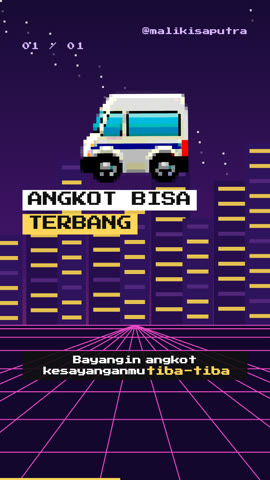 @malikisaputra
01 / 01
ANGKOT BISA
TERBANG
Bayangin angkot
kesayanganmu tiba-tiba